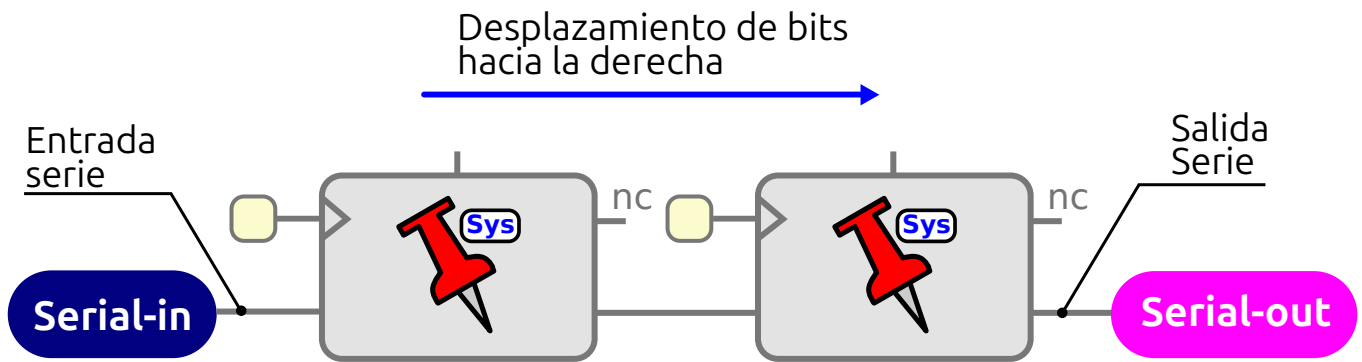 Desplazamiento de bits
hacia la derecha
Entrada
serie
Salida
Serie
nc
nc
Sys
Sys
Serial-in
Serial-out